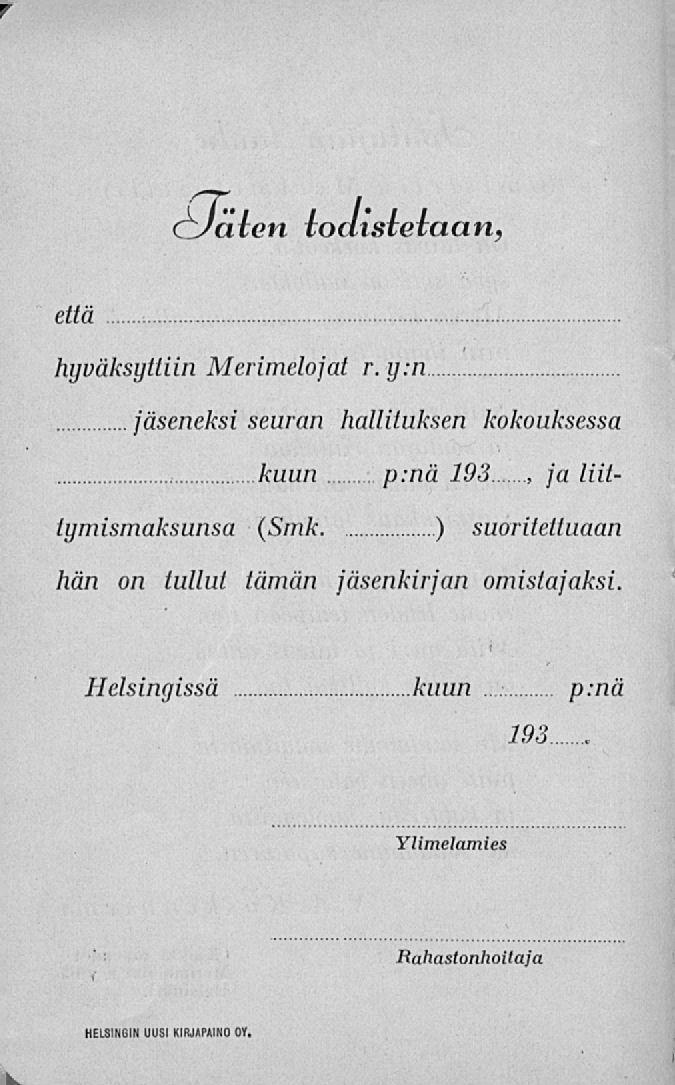 Täten todistetaan,
että ........................................
hyväksyttiin Merimelojat r. y:n ....................
............ jäseneksi seuran hallituksen kokouksessa
.................... kuun ........ p:nä 193......, ja liit-
tymismaksunsa (Smk. ................) suoritettuaan
hän on tullut tämän jäsenkirjan omistajaksi.
Helsingissä .................... kuun .......... p:nä
193.......
Ylimelamies
Rahastonhoitaja
HELSINGIN UUSI KIRJAPAINO OY.